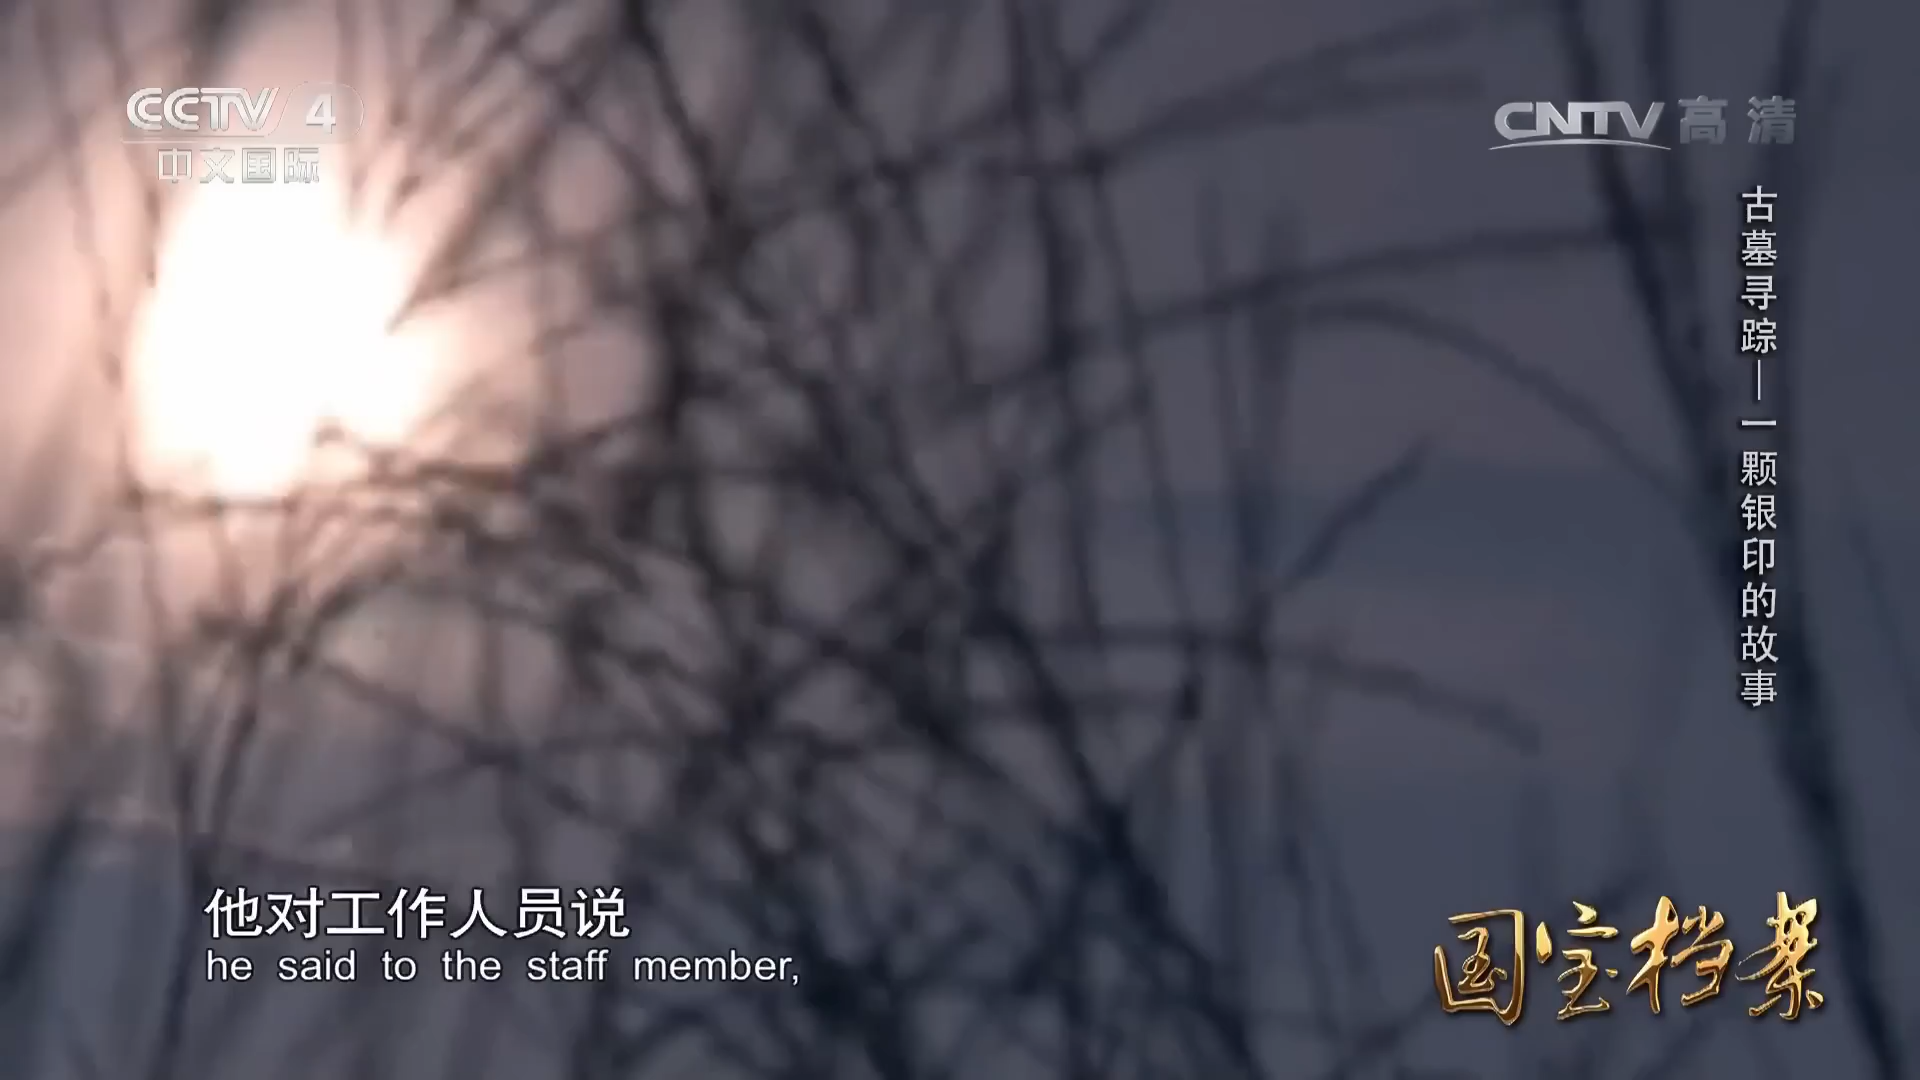 CCTV 4
中文国际
CNTV 高清
古墓寻踪—一颗银印的故事
他对工作人员说
he said to the staff member,
国宝档案